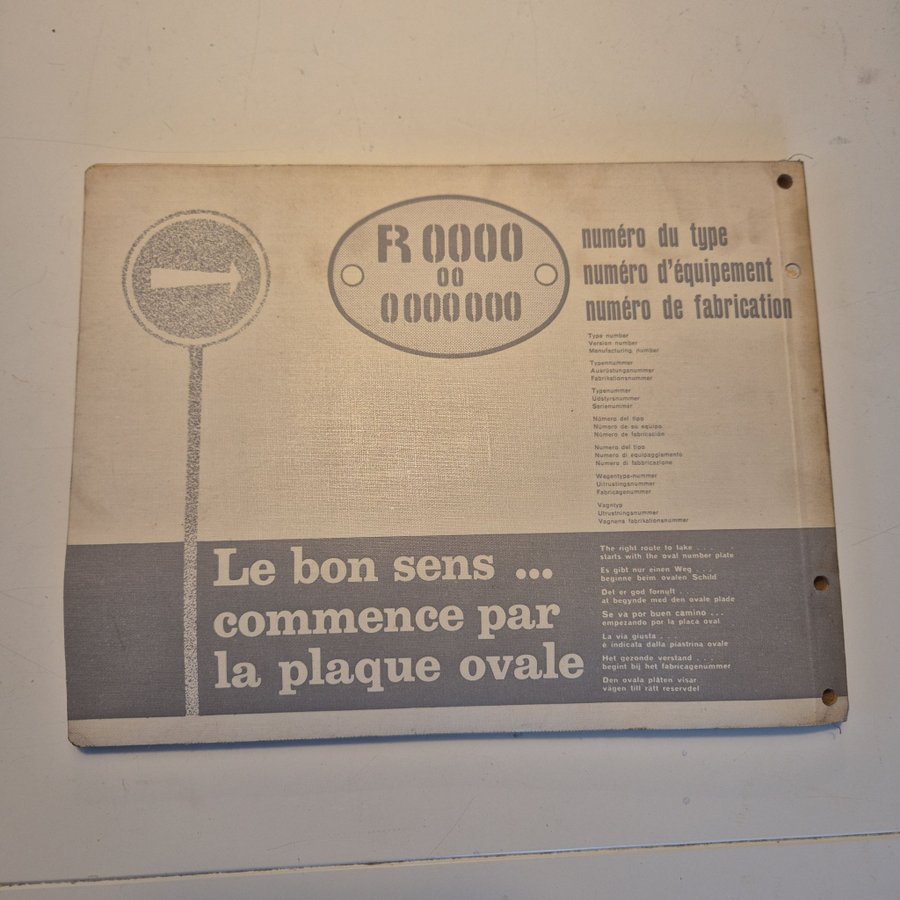 R 0000
00
0 000 000
numéro du type
numéro d'équipement
numéro de fabrication
Type number
Version number
Manufacturing number
Typennummer
Ausrüstungsnummer
Fabrikationsnummer
Typenummer
Udstyrsnummer
Serienummer
Número del tipo
Número de su equipo
Número de fabricación
Numero del tipo
Numero di equipaggiamento
Numero di fabbricazione
Wagentype-nummer
Uitrustingsnummer
Fabricagenummer
Vagntyp
Utrustningsnummer
Vagnens fabrikationsnummer
Le bon sens ...
commence par
la plaque ovale
The right route to take . . . . .
starts with the oval number plate
Es gibt nur einen Weg . . .
beginne beim ovalen Schild
Det er god fornuft .
at begynde med den ovale plade
Se va por buen camino . . .
empezando por la placa oval
La via giusta . . .
è indicata dalla piastrina ovale
Het gezonde verstand . . .
begint bij het fabricagenummer
Den ovala plåten visar
vägen till rätt reservdel